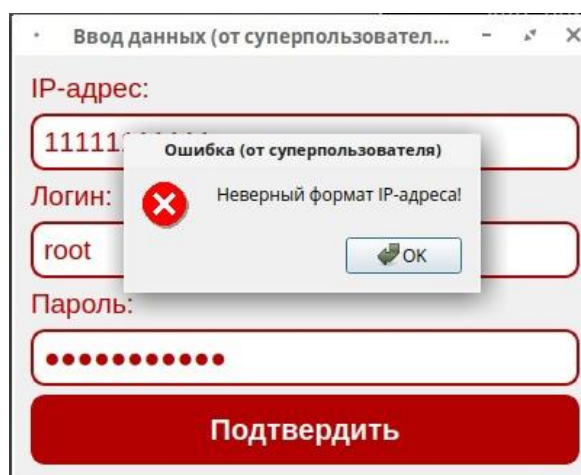 Ввод данных (от суперпользовател...
IP-адрес:
Ошибка (от суперпользователя)
Неверный формат IP-адреса!
OK
Логин:
root
Пароль:
●●●●●●●●●●●
Подтвердить